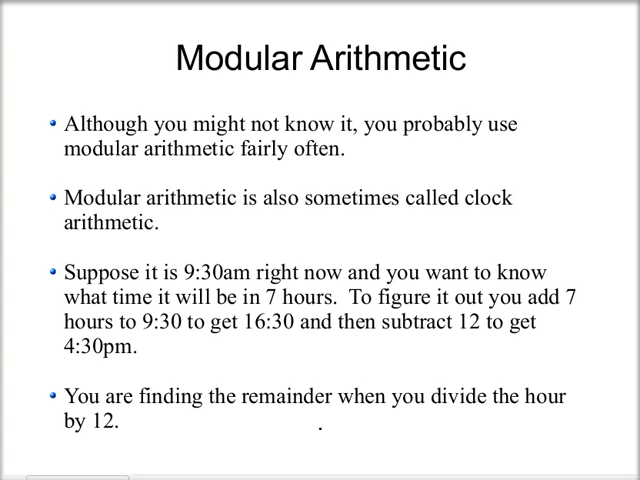 Modular Arithmetic
Although you might not know it, you probably use
modular arithmetic fairly often.
Modular arithmetic is also sometimes called clock
arithmetic.
Suppose it is 9:30am right now and you want to know
what time it will be in 7 hours.  To figure it out you add 7
hours to 9:30 to get 16:30 and then subtract 12 to get
4:30pm.
You are finding the remainder when you divide the hour
by 12.